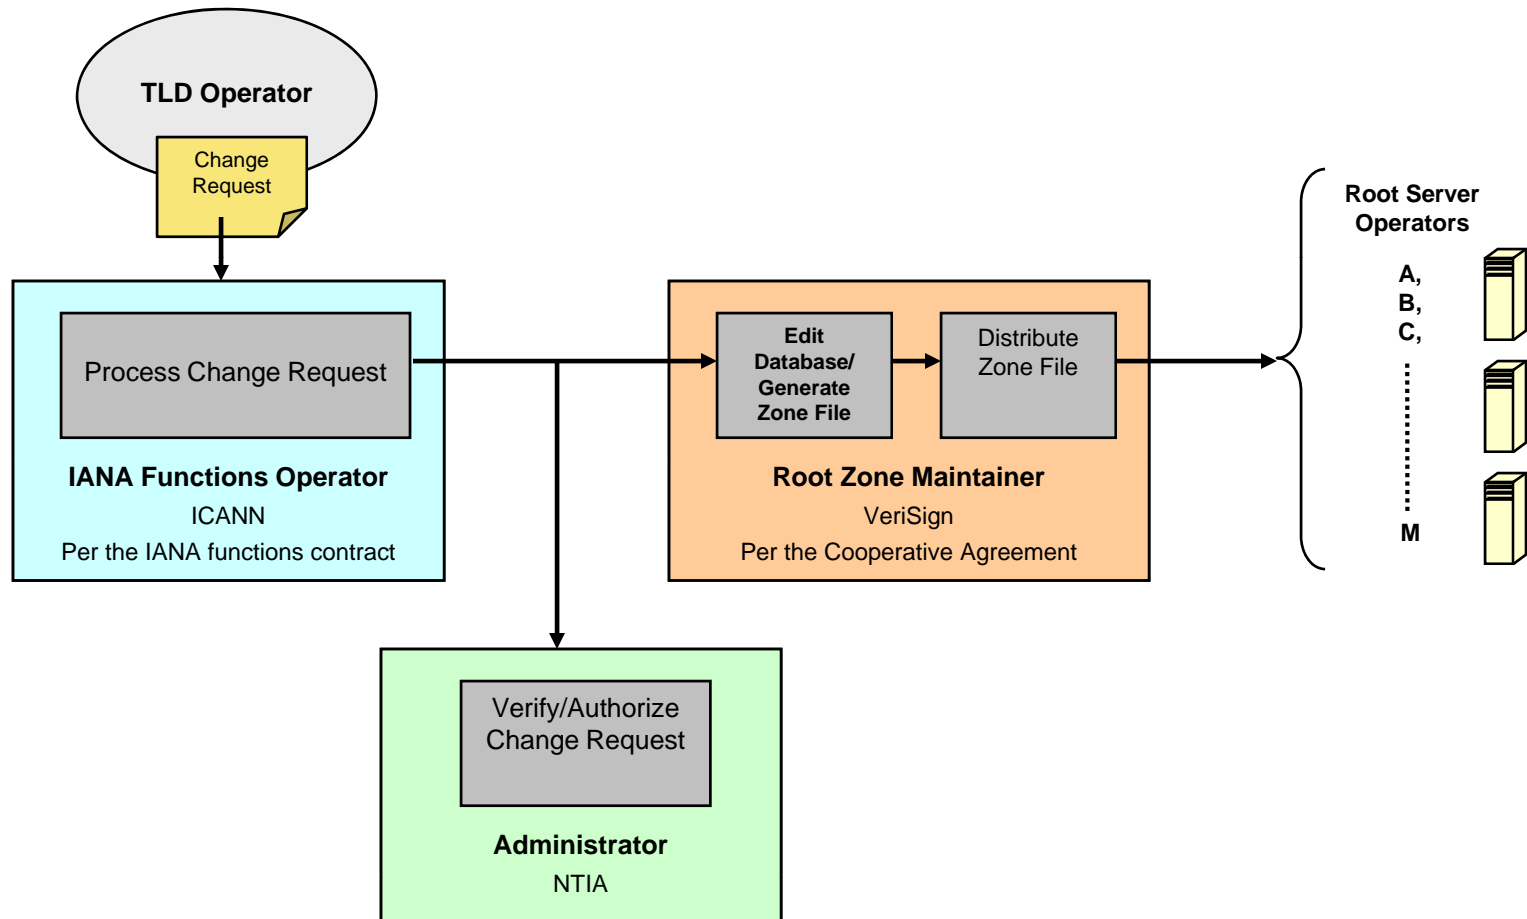 TLD Operator
Change
Request
Process Change Request
IANA Functions Operator
ICANN
Per the IANA functions contract
Edit
Database/
Generate
Zone File
Distribute
Zone File
Root Zone Maintainer
VeriSign
Per the Cooperative Agreement
Root Server
Operators
A,
B,
C,
M
Verify/Authorize
Change Request
Administrator
NTIA